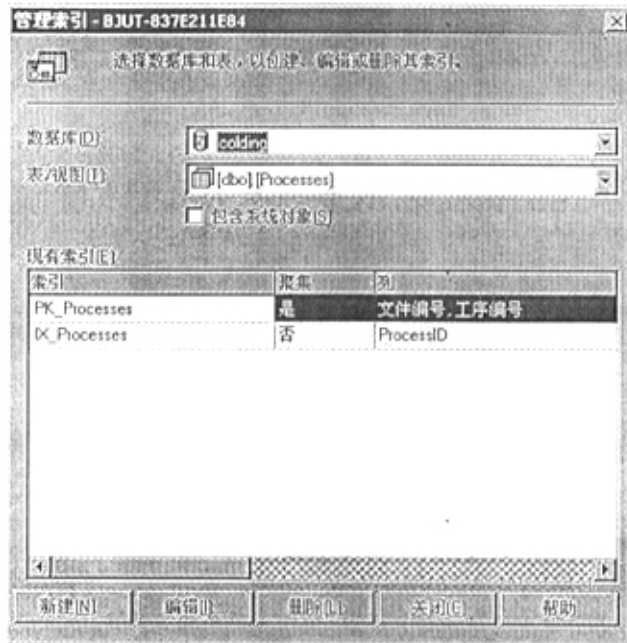 管理索引 - BJUT-837E211E84
选择数据库和表，以创建、编辑或删除其索引。
数据库(D)
colding
表/视图(T)
[dbo].[Processes]
包含系统对象(S)
现有索引(E)
索引 聚集 列
PK_Processes 是 文件编号,工序编号
IX_Processes 否 ProcessID
新建(N) 编辑(I) 删除(L) 关闭(C) 帮助